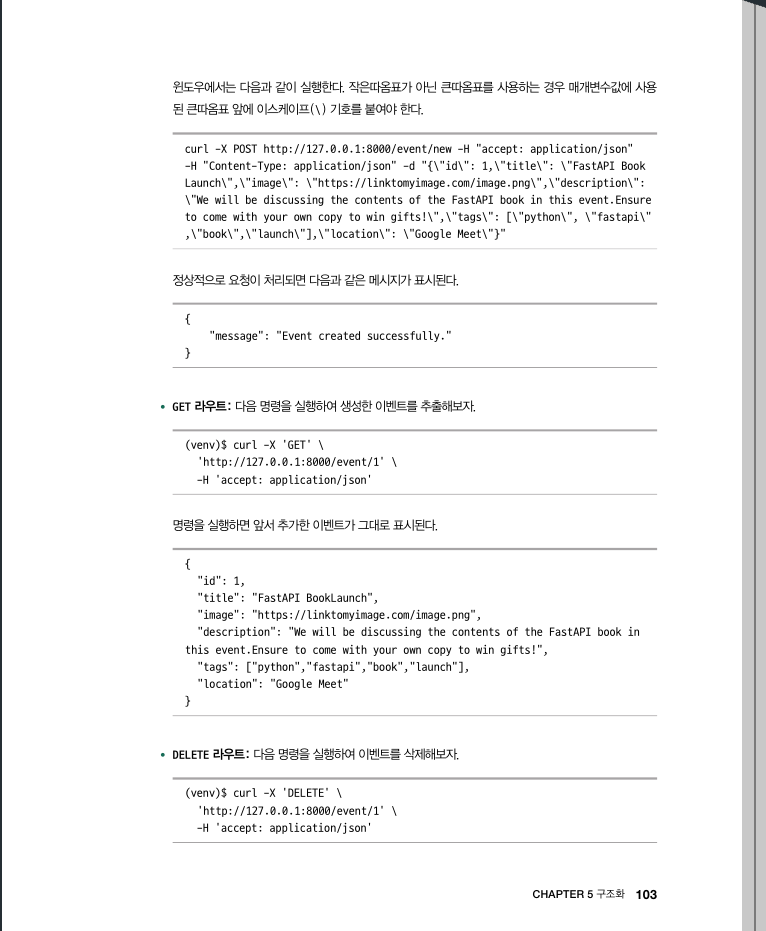 윈도우에서는 다음과 같이 실행한다. 작은따옴표가 아닌 큰따옴표를 사용하는 경우 매개변숫값에 사용
된 큰따옴표 앞에 이스케이프(\) 기호를 붙여야 한다.
curl -X POST http://127.0.0.1:8000/event/new -H "accept: application/json"
-H "Content-Type: application/json" -d "{\"id\": 1,\"title\": \"FastAPI Book
Launch\",\"image\": \"https://linktomyimage.com/image.png\",\"description\":
\"We will be discussing the contents of the FastAPI book in this event.Ensure
to come with your own copy to win gifts!\",\"tags\": [\"python\", \"fastapi\"
,\"book\",\"launch\"],\"location\": \"Google Meet\"}"
정상적으로 요청이 처리되면 다음과 같은 메시지가 표시된다.
{
    "message": "Event created successfully."
}
• GET 라우트: 다음 명령을 실행하여 생성한 이벤트를 추출해보자.
(venv)$ curl -X 'GET' \
  'http://127.0.0.1:8000/event/1' \
  -H 'accept: application/json'
명령을 실행하면 앞서 추가한 이벤트가 그대로 표시된다.
{
  "id": 1,
  "title": "FastAPI BookLaunch",
  "image": "https://linktomyimage.com/image.png",
  "description": "We will be discussing the contents of the FastAPI book in
this event.Ensure to come with your own copy to win gifts!",
  "tags": ["python","fastapi","book","launch"],
  "location": "Google Meet"
}
• DELETE 라우트: 다음 명령을 실행하여 이벤트를 삭제해보자.
(venv)$ curl -X 'DELETE' \
  'http://127.0.0.1:8000/event/1' \
  -H 'accept: application/json'
CHAPTER 5 구조화 103